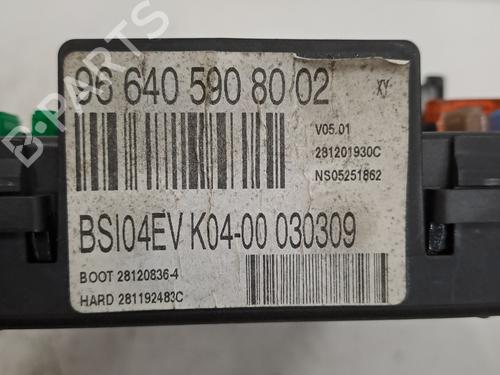 B-PARTS
96 640 590 80 02
XY
V05.01
281201930C
NS05251862
BSI04EV K04-00 030309
BOOT 28120836-4
HARD 281192483C